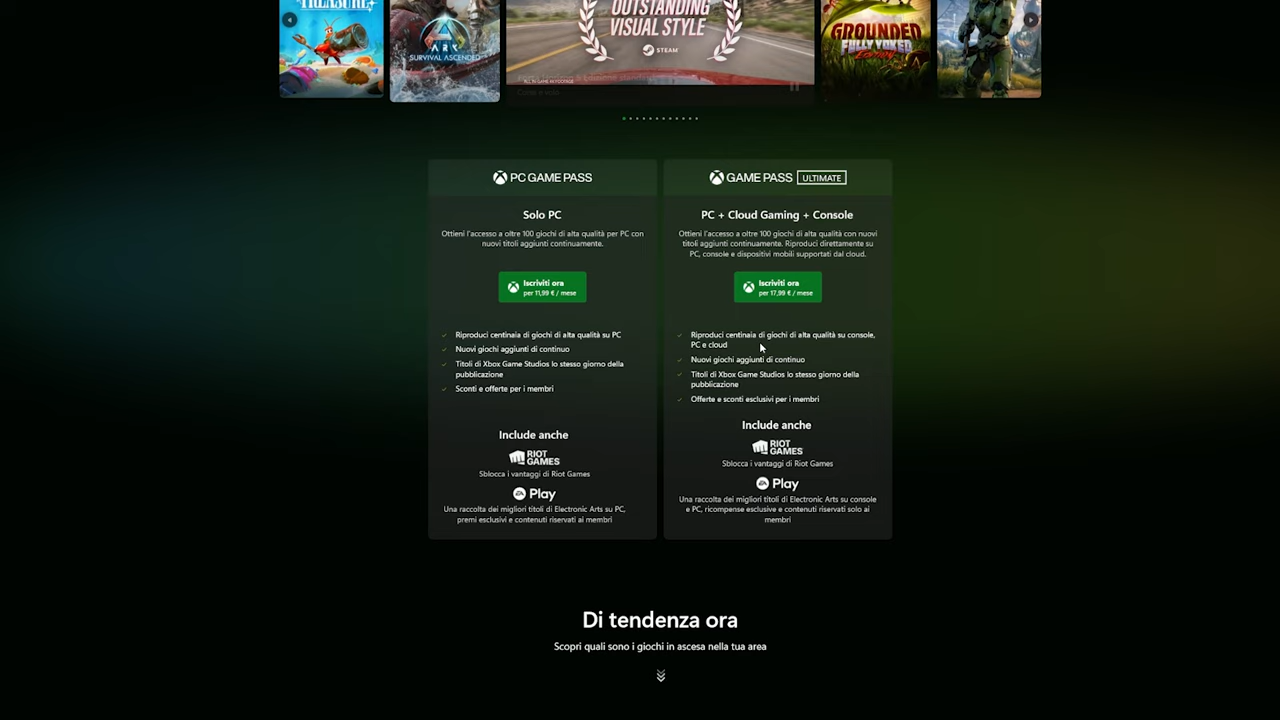 TREASURE
ARK
SURVIVAL ASCENDED
OUTSTANDING
VISUAL STYLE
STEAM
GROUNDED
FULLY YOKED
EDITION
PC GAME PASS
Solo PC
Ottieni l'accesso a oltre 100 giochi di alta qualità per PC con
nuovi titoli aggiunti continuamente.
Iscriviti ora
per 11,99 € / mese
Riproduci centinaia di giochi di alta qualità su PC
Nuovi giochi aggiunti di continuo
Titoli di Xbox Game Studios lo stesso giorno della
pubblicazione
Sconti e offerte per i membri
Include anche
RIOT
GAMES
Sblocca i vantaggi di Riot Games
EA Play
Una raccolta dei migliori titoli di Electronic Arts su PC,
premi esclusivi e contenuti riservati ai membri
GAME PASS ULTIMATE
PC + Cloud Gaming + Console
Ottieni l'accesso a oltre 100 giochi di alta qualità con nuovi
titoli aggiunti continuamente. Riproduci direttamente su
PC, console e dispositivi mobili supportati dal cloud.
Iscriviti ora
per 17,99 € / mese
Riproduci centinaia di giochi di alta qualità su console,
PC e cloud
Nuovi giochi aggiunti di continuo
Titoli di Xbox Game Studios lo stesso giorno della
pubblicazione
Offerte e sconti esclusivi per i membri
Include anche
RIOT
GAMES
Sblocca i vantaggi di Riot Games
EA Play
Una raccolta dei migliori titoli di Electronic Arts su console
e PC, ricompense esclusive e contenuti riservati solo ai
membri
Di tendenza ora
Scopri quali sono i giochi in ascesa nella tua area